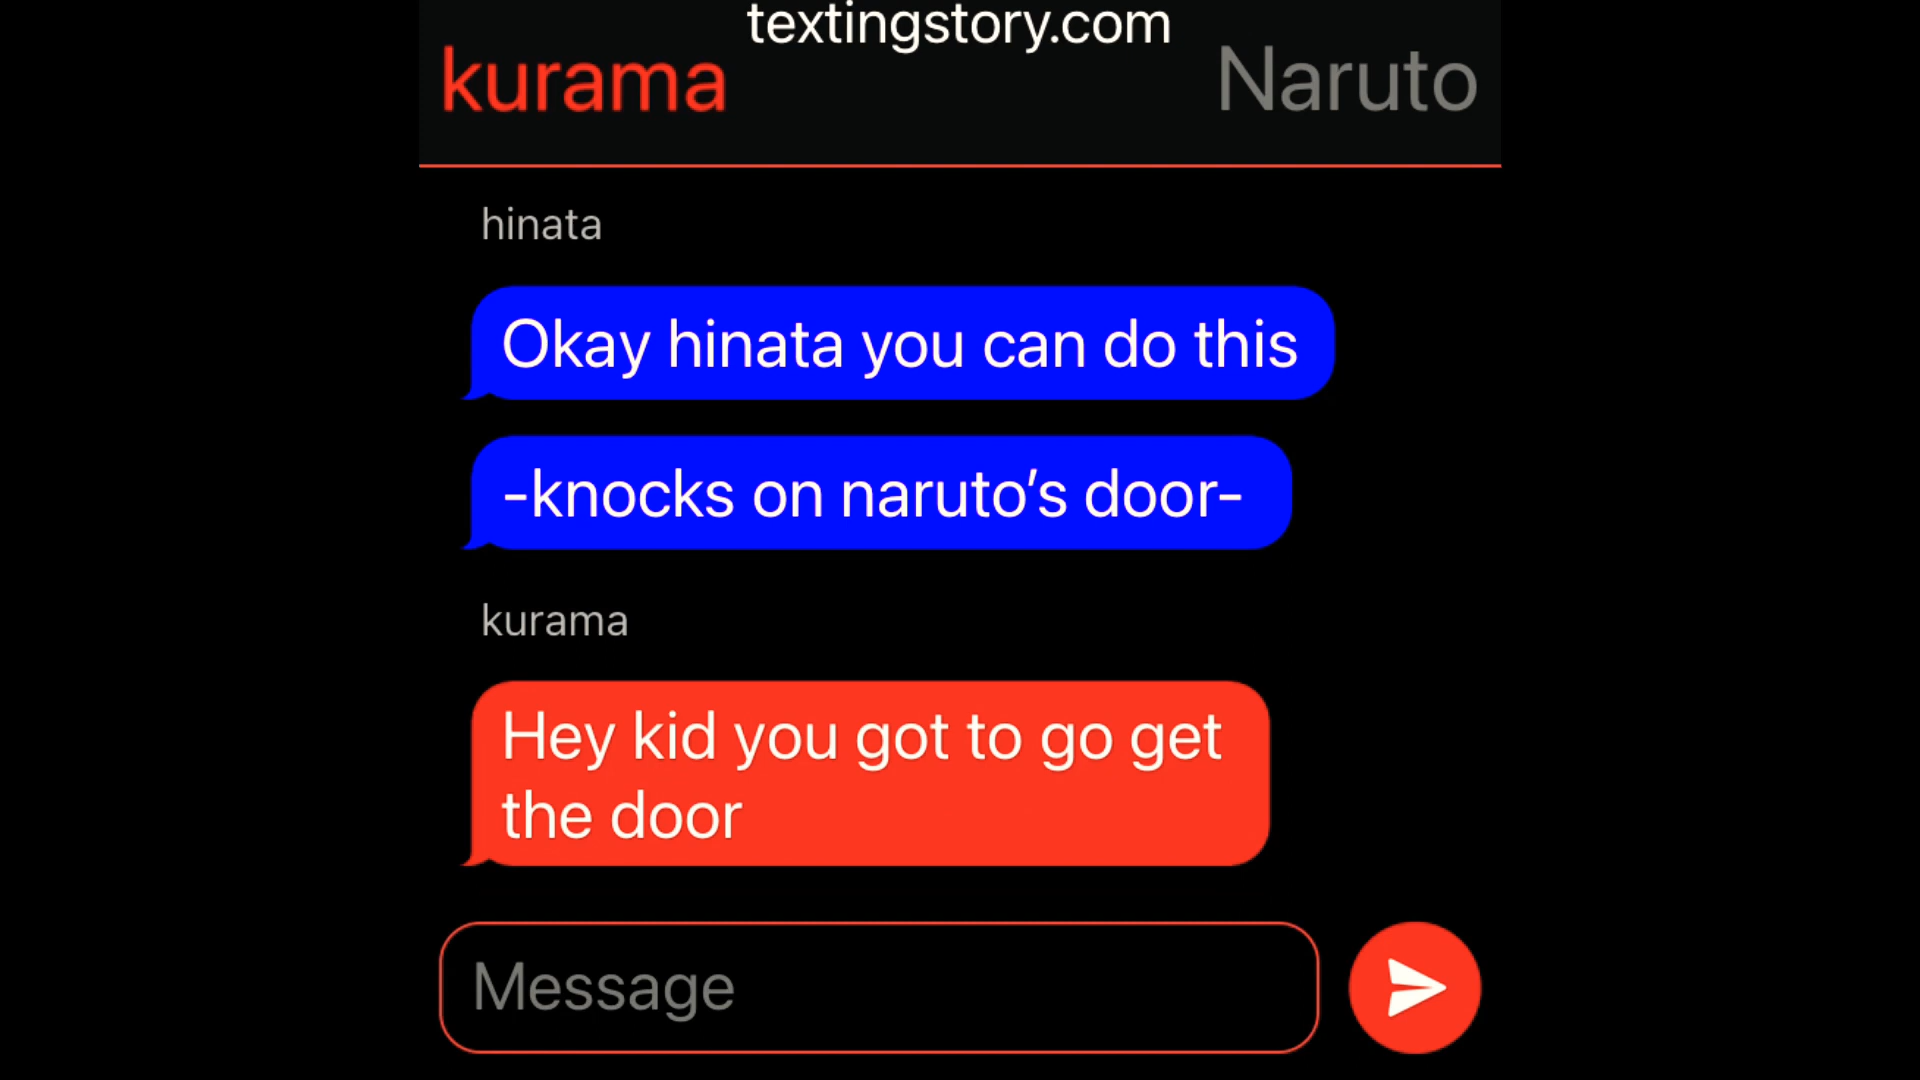 textingstory.com
kurama
Naruto
hinata
Okay hinata you can do this
-knocks on naruto’s door-
kurama
Hey kid you got to go get
the door
Message